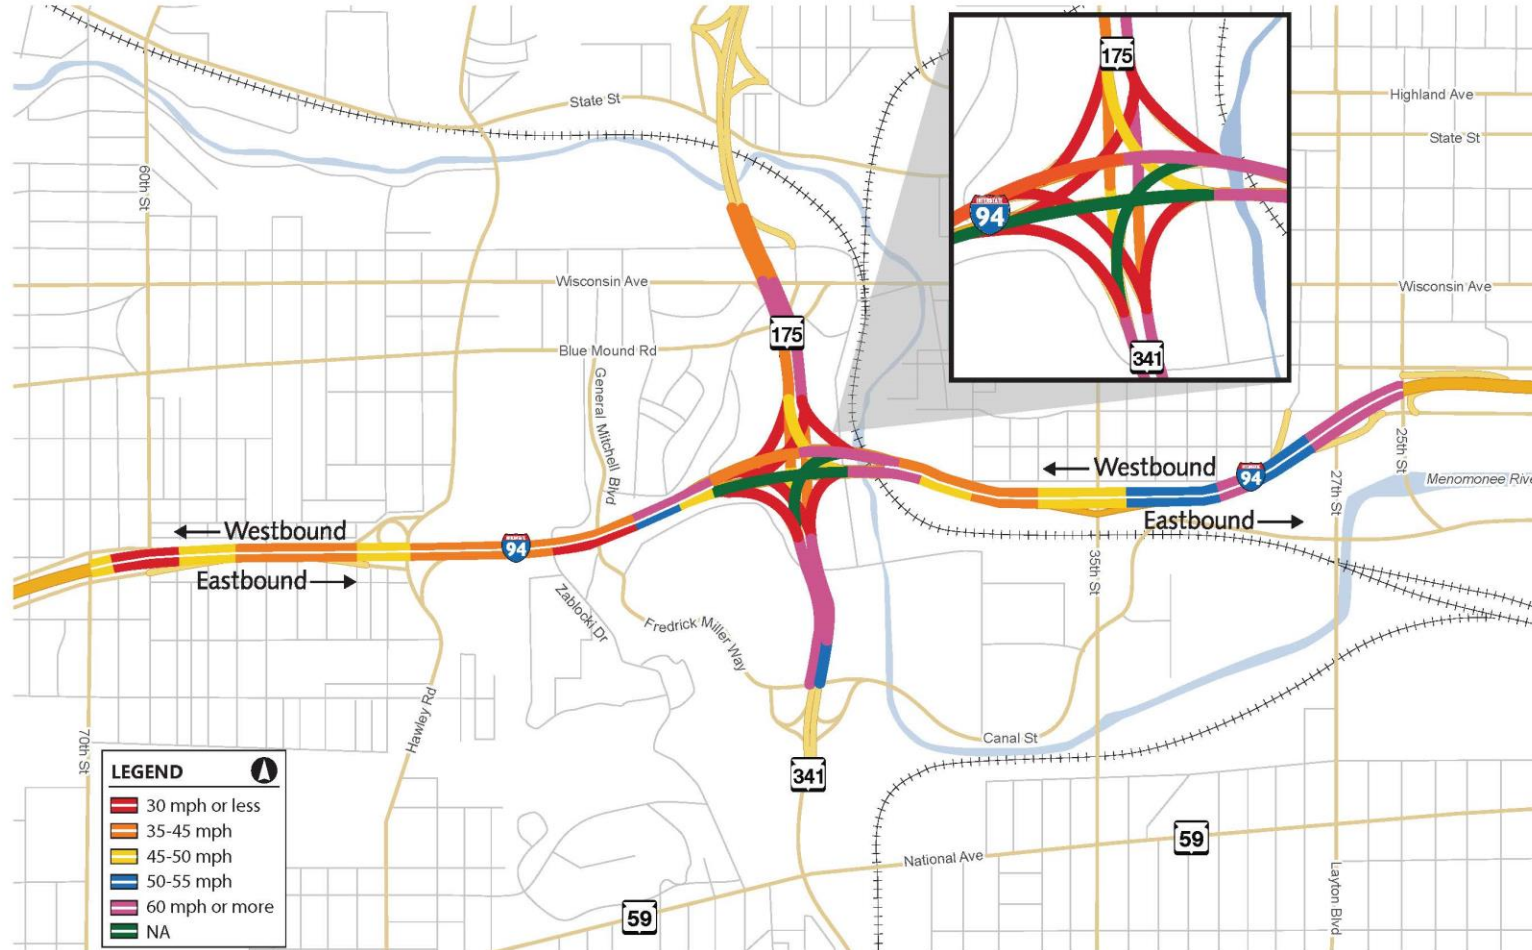 State St
175
Highland Ave
State St
60th St
INTERSTATE
94
Wisconsin Ave
Wisconsin Ave
175
341
Blue Mound Rd
General Mitchell Blvd
25th St
Westbound
94
27th St
Menomonee Rive
Westbound
Eastbound
94
35th St
Eastbound
Zablocki Dr
Fredrick Miller Way
Hawley Rd
70th St
Canal St
341
LEGEND
30 mph or less
35-45 mph
45-50 mph
50-55 mph
60 mph or more
NA
59
National Ave
59
Layton Blvd